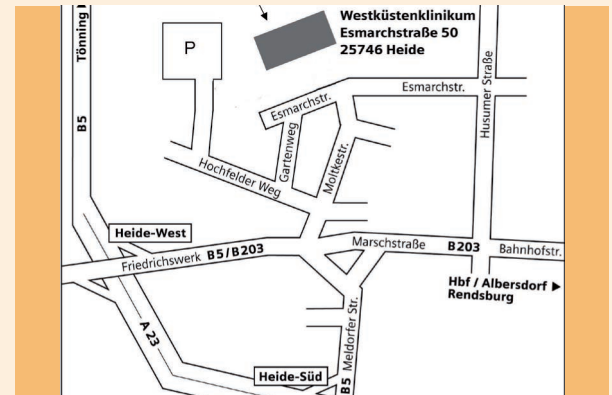 Westküstenklinikum
Esmarchstraße 50
25746 Heide
P
Tönning
B5
Esmarchstr.
Esmarchstr.
Husumer Straße
Gartenweg
Moltkestr.
Hochfelder Weg
Heide-West
Friedrichswerk B5/B203
Marschstraße B203 Bahnhofstr.
Hbf / Albersdorf
Rendsburg
A 23
Meldorfer Str.
B5
Heide-Süd